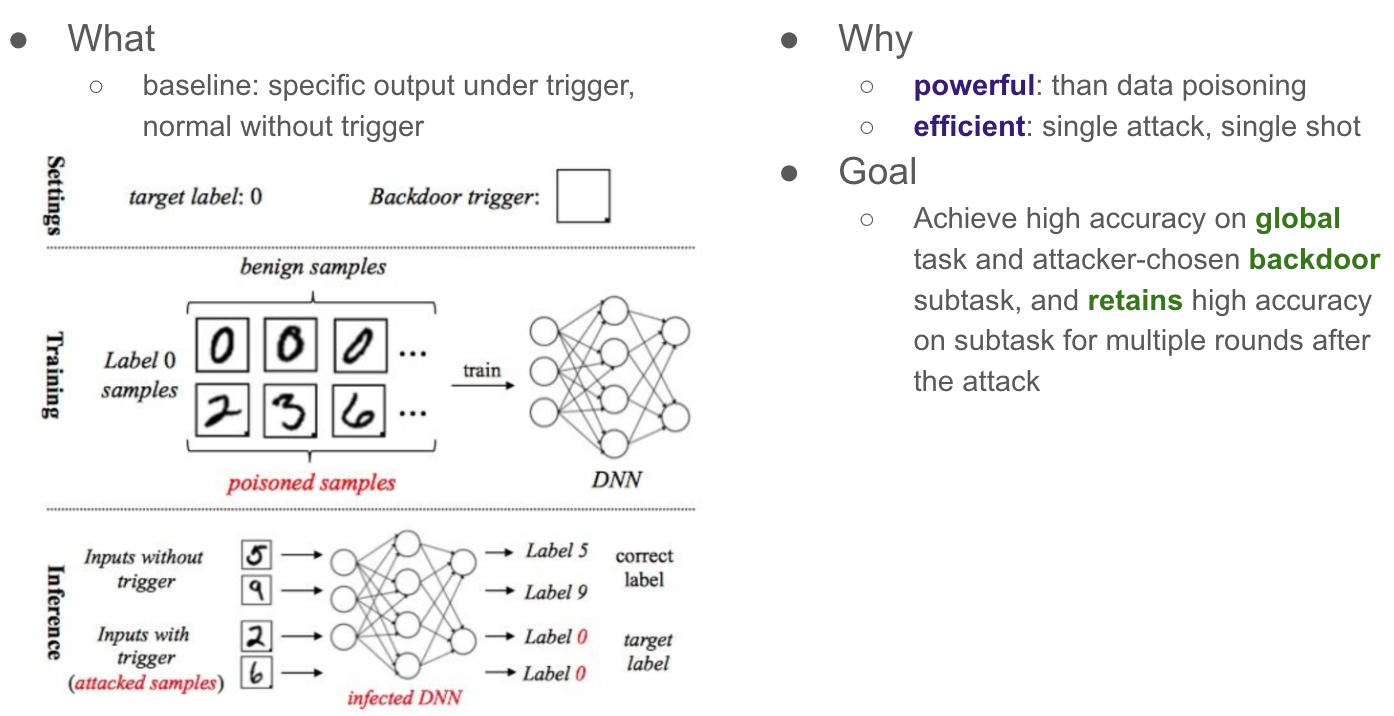 ● What
○ baseline: specific output under trigger,
normal without trigger
Settings
target label: 0
Backdoor trigger:
benign samples
Training
Label 0
samples
0 0 0 ...
2 3 6 ...
train
poisoned samples
DNN
Inference
Inputs without
trigger
5
9
Label 5
Label 9
correct
label
Inputs with
trigger
(attacked samples)
2
6
Label 0
Label 0
target
label
infected DNN
● Why
○ powerful: than data poisoning
○ efficient: single attack, single shot
● Goal
○ Achieve high accuracy on global
task and attacker-chosen backdoor
subtask, and retains high accuracy
on subtask for multiple rounds after
the attack